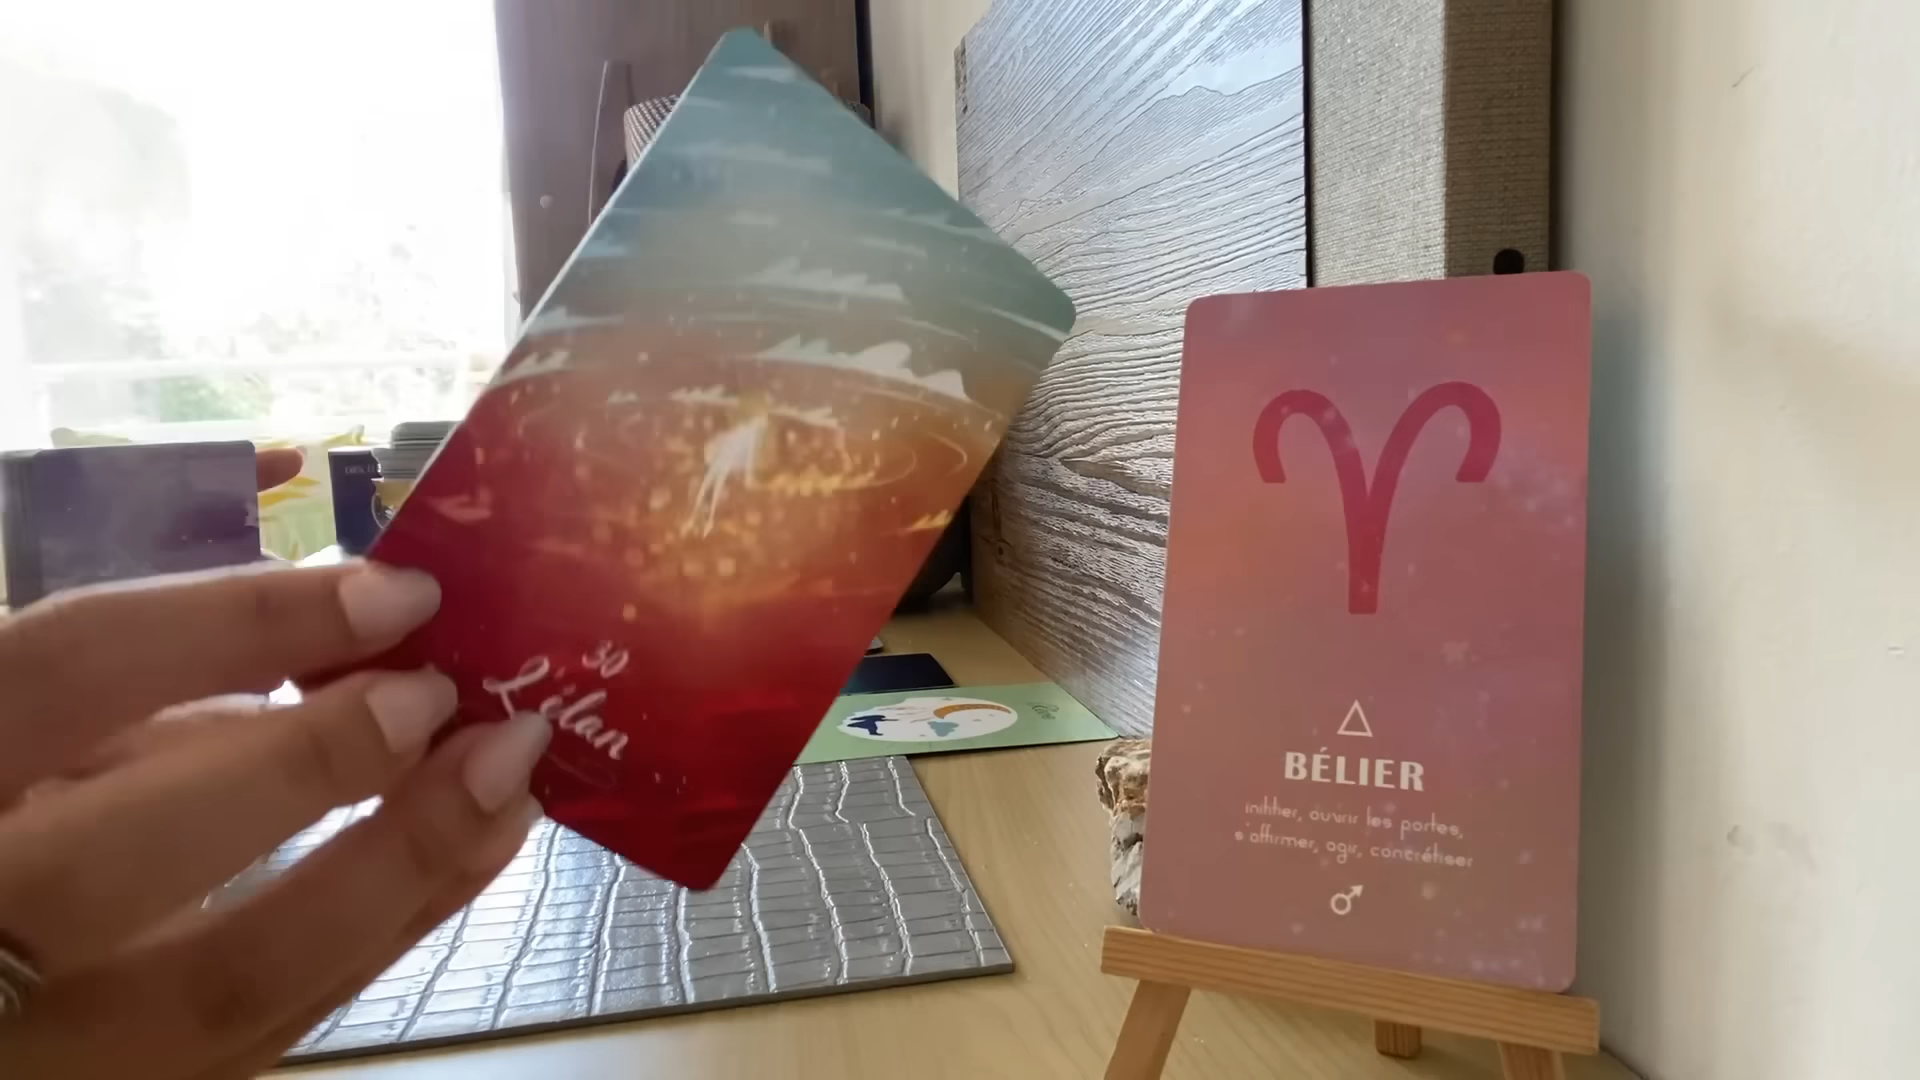 30
L'élan
BÉLIER
initier, ouvrir les portes,
s'affirmer, agir, concrétiser